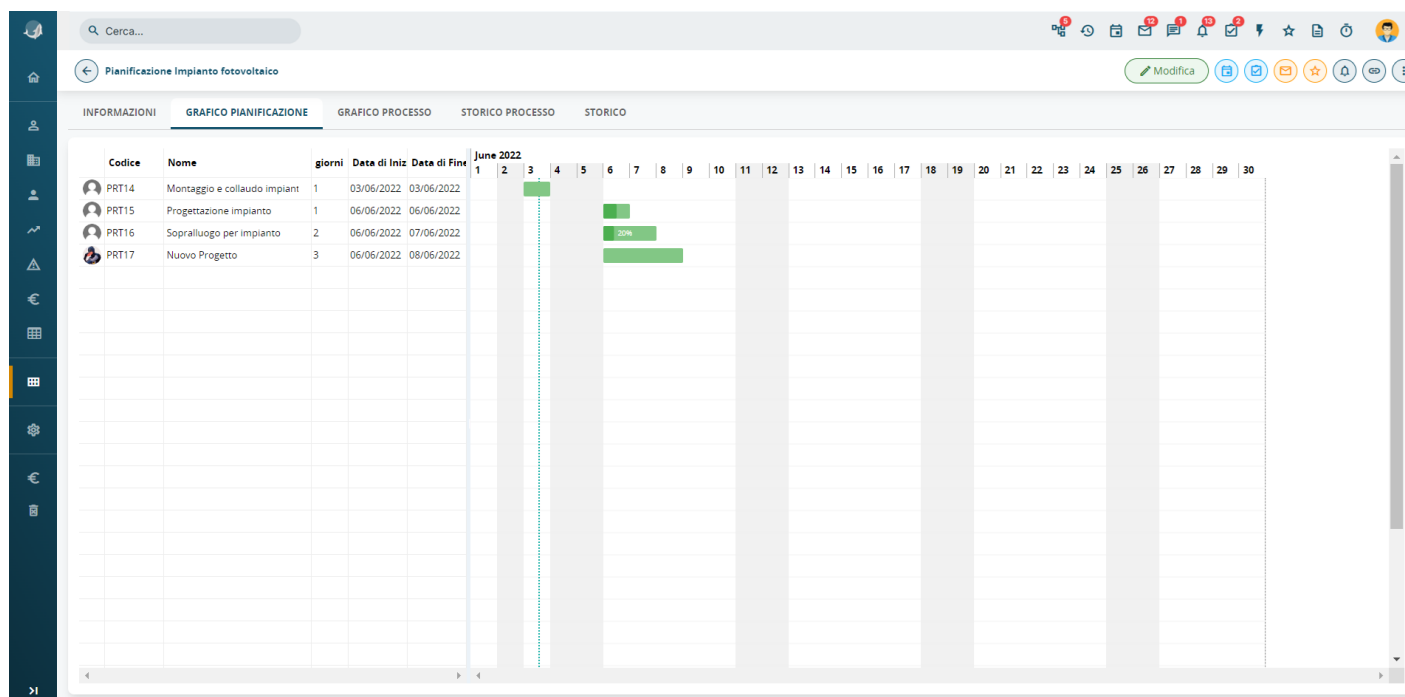 Cerca...
5
12
1
13
2
Pianificazione Impianto fotovoltaico
Modifica
INFORMAZIONI GRAFICO PIANIFICAZIONE GRAFICO PROCESSO STORICO PROCESSO STORICO
June 2022
Codice Nome giorni Data di Iniz Data di Fine
1 2 3 4 5 6 7 8 9 10 11 12 13 14 15 16 17 18 19 20 21 22 23 24 25 26 27 28 29 30
PRT14 Montaggio e collaudo impiant 1 03/06/2022 03/06/2022
PRT15 Progettazione impianto 1 06/06/2022 06/06/2022
PRT16 Sopralluogo per impianto 2 06/06/2022 07/06/2022 20%
PRT17 Nuovo Progetto 3 06/06/2022 08/06/2022